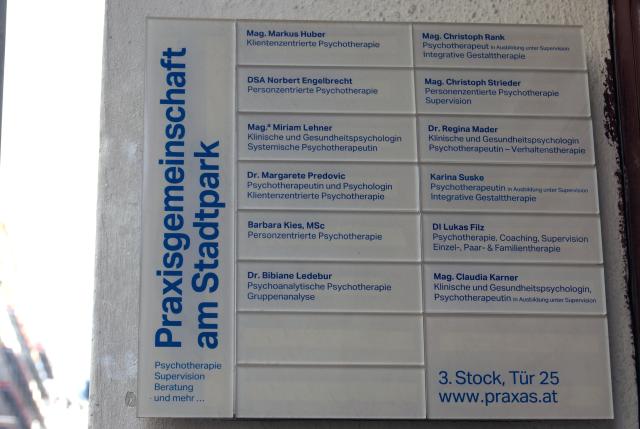 Praxisgemeinschaft
am Stadtpark
Psychotherapie
Supervision
Beratung
und mehr ...
Mag. Markus Huber
Klientenzentrierte Psychotherapie
DSA Norbert Engelbrecht
Personzentrierte Psychotherapie
Mag.ª Miriam Lehner
Klinische und Gesundheitspsychologin
Systemische Psychotherapeutin
Dr. Margarete Predovic
Psychotherapeutin und Psychologin
Klientenzentrierte Psychotherapie
Barbara Kies, MSc
Personzentrierte Psychotherapie
Dr. Bibiane Ledebur
Psychoanalytische Psychotherapie
Gruppenanalyse
Mag. Christoph Rank
Psychotherapeut in Ausbildung unter Supervision
Integrative Gestalttherapie
Mag. Christoph Strieder
Personenzentrierte Psychotherapie
Supervision
Dr. Regina Mader
Klinische und Gesundheitspsychologin
Psychotherapeutin – Verhaltenstherapie
Karina Suske
Psychotherapeutin in Ausbildung unter Supervision
Integrative Gestalttherapie
DI Lukas Filz
Psychotherapie, Coaching, Supervision
Einzel-, Paar- & Familientherapie
Mag. Claudia Karner
Klinische und Gesundheitspsychologin,
Psychotherapeutin in Ausbildung unter Supervision
3. Stock, Tür 25
www.praxas.at